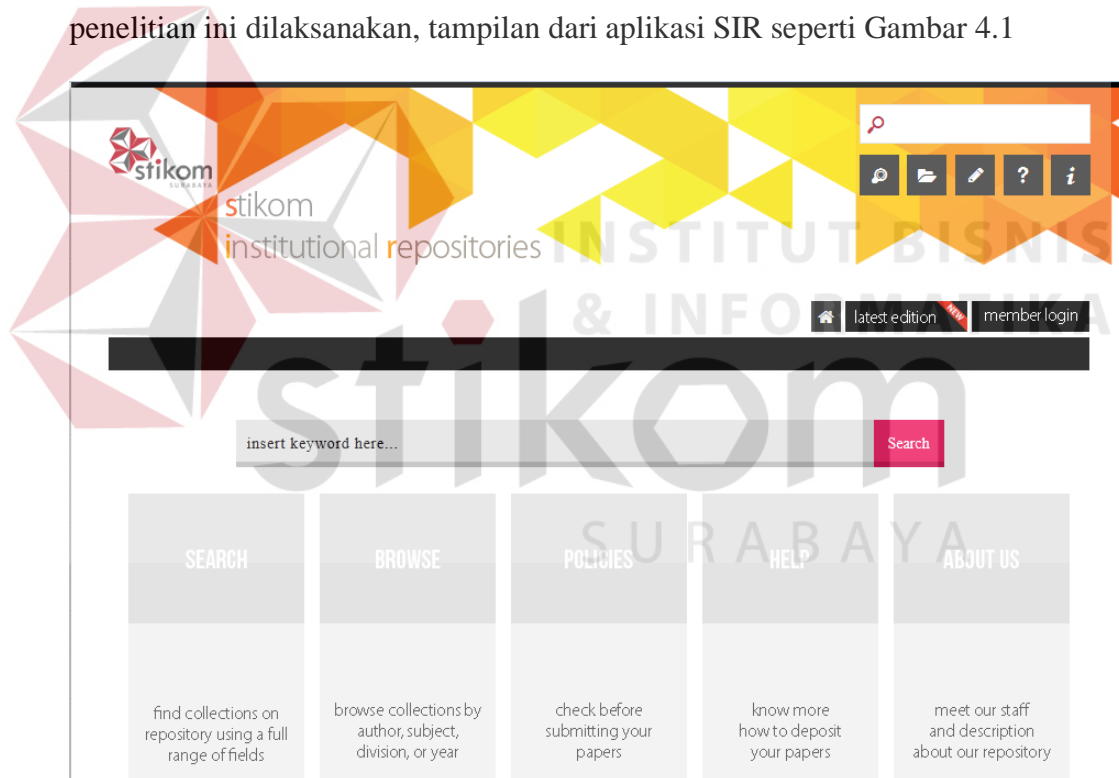 penelitian ini dilaksanakan, tampilan dari aplikasi SIR seperti Gambar 4.1
stikom
SURABAYA
stikom
institutional repositories
INSTITUT BISNIS
& INFORMATIKA
? i
latest edition NEW member login
stikom
SURABAYA
insert keyword here... Search
SEARCH BROWSE POLICIES HELP ABOUT US
find collections on
repository using a full
range of fields
browse collections by
author, subject,
division, or year
check before
submitting your
papers
know more
how to deposit
your papers
meet our staff
and description
about our repository